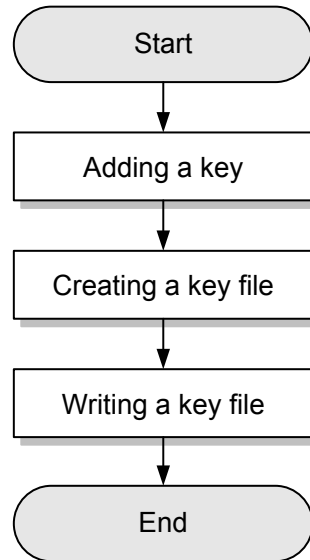 Start
Adding a key
Creating a key file
Writing a key file
End